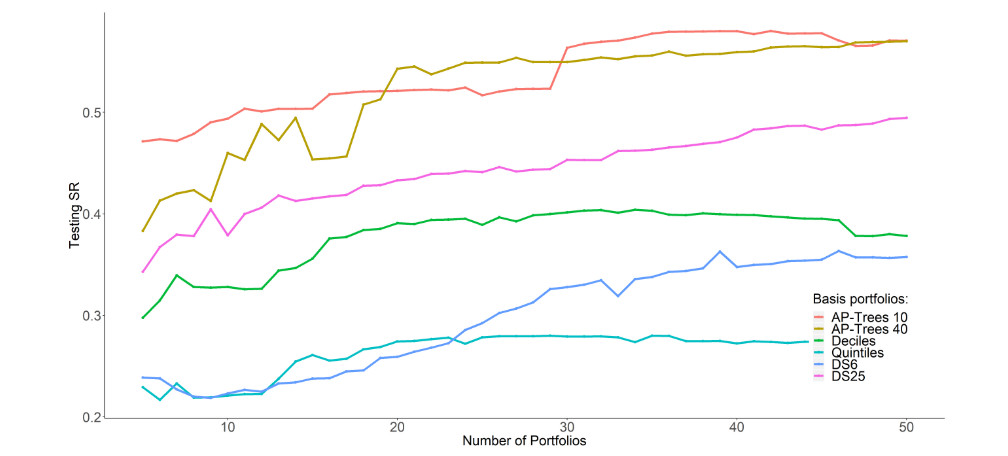 Testing SR
0.5
0.4
0.3
0.2
10
20
30
40
50
Number of Portfolios
Basis portfolios:
AP-Trees 10
AP-Trees 40
Deciles
Quintiles
DS6
DS25